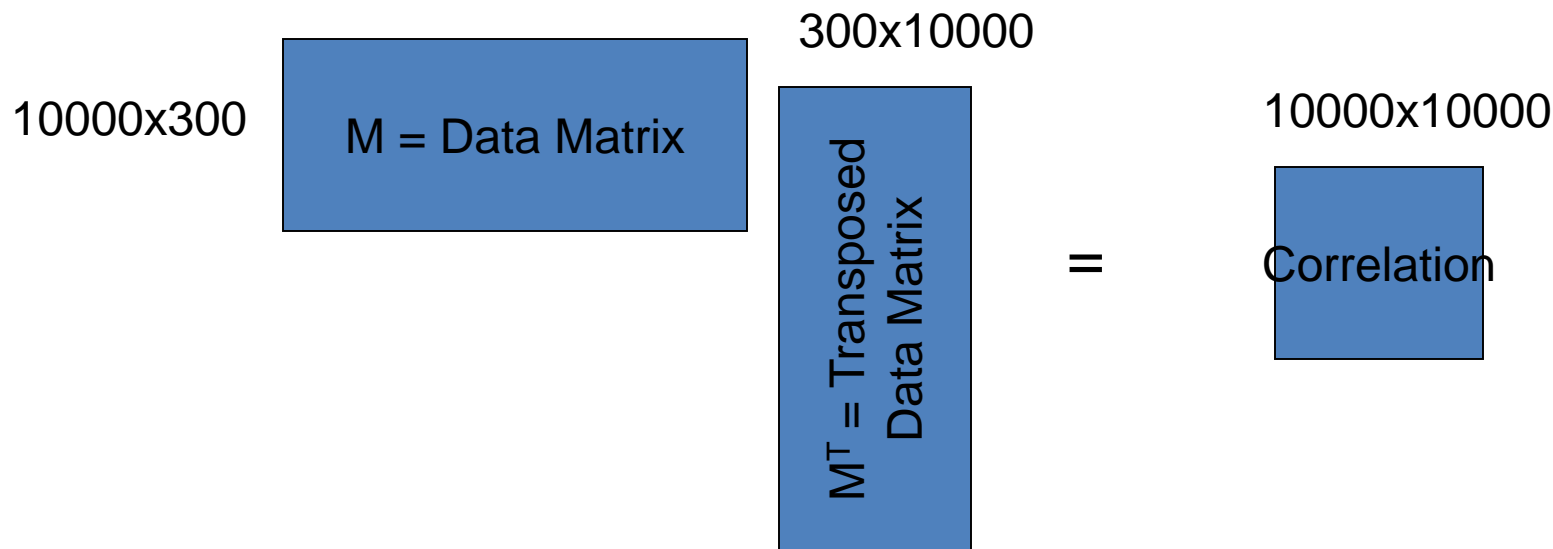 300x10000
10000x300
M = Data Matrix
10000x10000
Mᵀ = Transposed
Data Matrix
=
Correlation